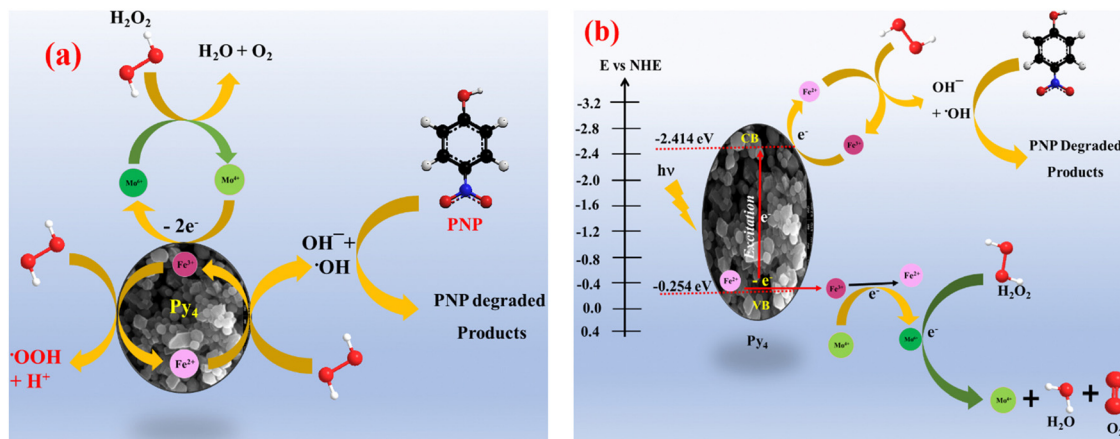 (a)
H₂O₂
H₂O + O₂
Mo⁶⁺
Mo⁴⁺
- 2e⁻
Fe³⁺
Py₄
Fe²⁺
·OOH
+ H⁺
OH⁻ +
·OH
PNP
PNP degraded
Products
(b)
E vs NHE
-3.2
-2.8
-2.4
-2.0
-1.6
-1.2
-0.8
-0.4
0.0
0.4
-2.414 eV
-0.254 eV
hν
CB
Excitation
e⁻
- e⁻
VB
Fe²⁺
Py₄
Fe²⁺
e⁻
Fe³⁺
OH⁻
+ ·OH
PNP Degraded
Products
Fe³⁺
Fe²⁺
e⁻
Mo⁴⁺
e⁻
H₂O₂
Mo⁴⁺
+
H₂O
+